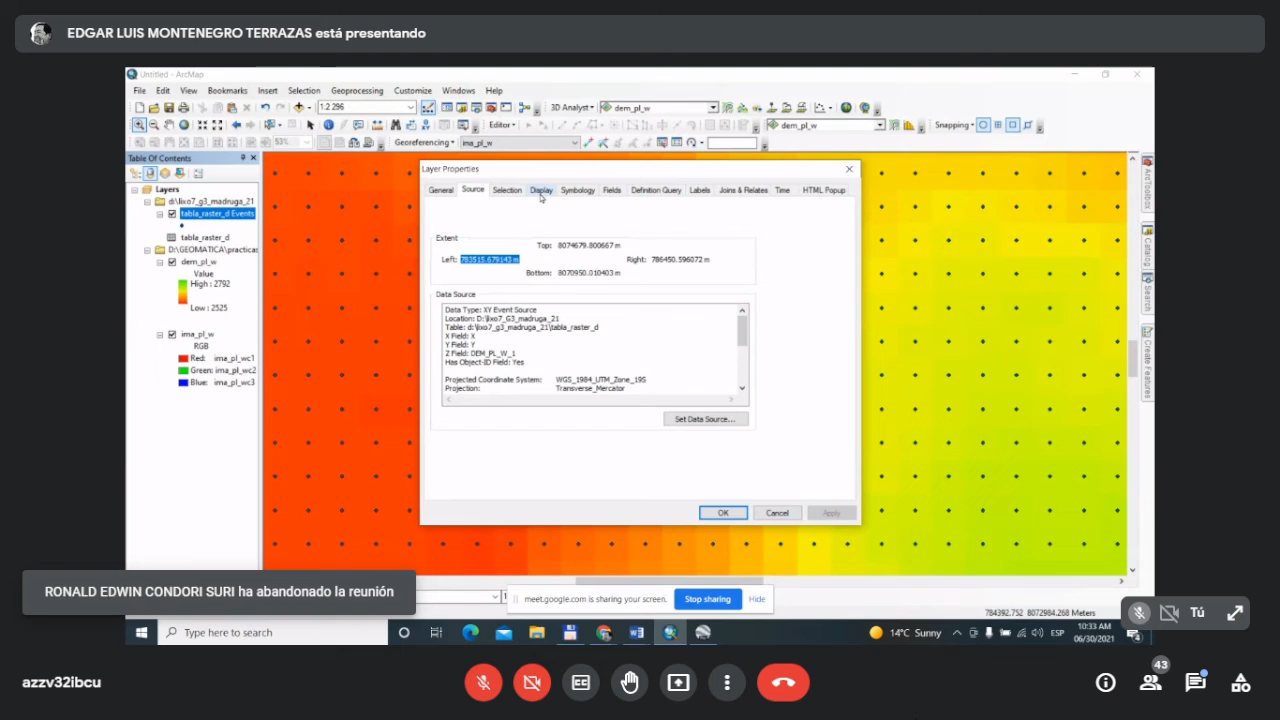 EDGAR LUIS MONTENEGRO TERRAZAS está presentando
Untitled - ArcMap
File Edit View Bookmarks Insert Selection Geoprocessing Customize Windows Help
1:2 296
3D Analyst
dem_pl_w
Editor
dem_pl_w
Snapping
53%
Georeferencing
ima_pl_w
Table Of Contents
Layers
d:\lixo7_g3_madruga_21
tabla_raster_d Events
tabla_raster_d
D:\GEOMATICA\practicas
dem_pl_w
Value
High : 2792
Low : 2525
ima_pl_w
RGB
Red: ima_pl_wc1
Green: ima_pl_wc2
Blue: ima_pl_wc3
Layer Properties
General Source Selection Display Symbology Fields Definition Query Labels Joins & Relates Time HTML Popup
Extent
Top: 8074679.800667 m
Left: 783515.679143 m
Right: 786450.596072 m
Bottom: 8070950.010403 m
Data Source
Data Type: XY Event Source
Location: D:\lixo7_G3_madruga_21
Table: d:\lixo7_g3_madruga_21\tabla_raster_d
X Field: X
Y Field: Y
Z Field: DEM_PL_W_1
Has Object-ID Field: Yes
Projected Coordinate System: WGS_1984_UTM_Zone_19S
Projection: Transverse_Mercator
Set Data Source...
OK Cancel Apply
ArcToolbox
Catalog
Search
Create Features
RONALD EDWIN CONDORI SURI ha abandonado la reunión
meet.google.com is sharing your screen. Stop sharing Hide
784392.752 8072984.268 Meters
Tú
Type here to search
14°C Sunny
ESP
10:33 AM
06/30/2021
4
azzv32ibcu
43